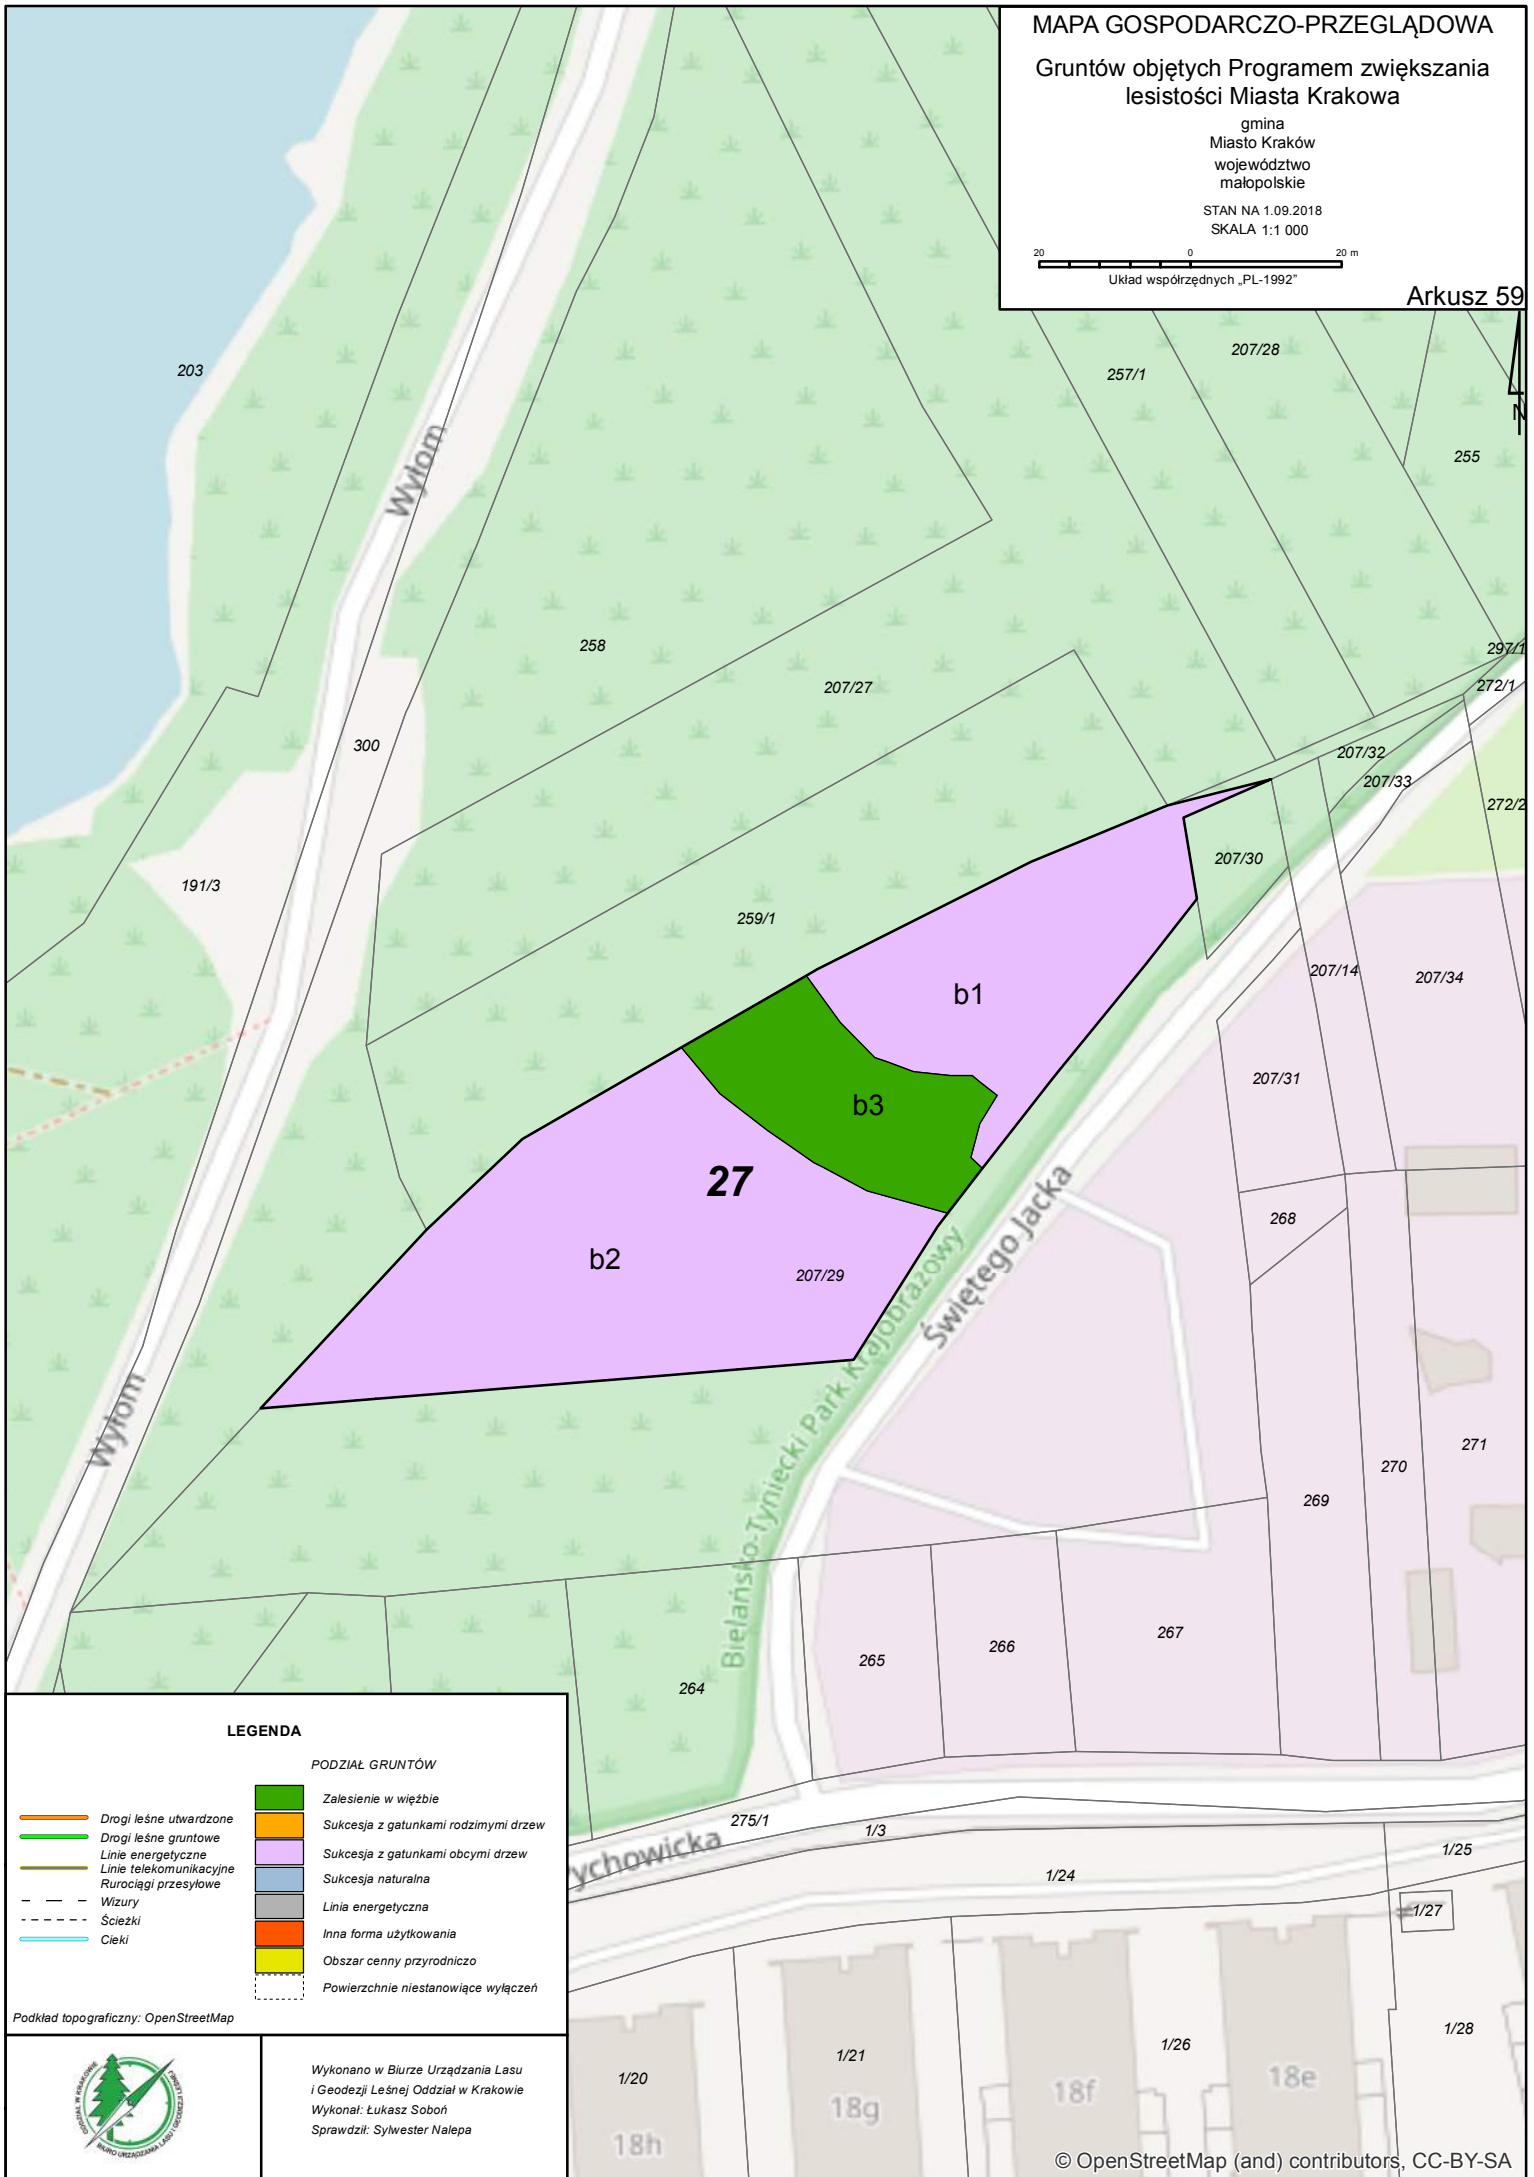 MAPA GOSPODARCZO-PRZEGLĄDOWA
Gruntów objętych Programem zwiększania
lesistości Miasta Krakowa
gmina
Miasto Kraków
województwo
małopolskie
STAN NA 1.09.2018
SKALA 1:1 000
20 0 20 m
Układ współrzędnych „PL-1992”
Arkusz 59
N
203
207/28
257/1
255
Wyłom
258
207/27
297/1
272/1
300
207/32
207/33
272/2
207/30
191/3
259/1
207/14
207/34
b1
207/31
b3
27
268
b2
207/29
Świętego Jacka
Bielańsko-Tyniecki Park Krajobrazowy
Wyłom
271
270
269
267
266
265
264
275/1
1/3
ychowicka
1/24
1/25
1/27
1/28
1/26
1/21
1/20
18e
18f
18g
18h
LEGENDA
PODZIAŁ GRUNTÓW
Drogi leśne utwardzone
Drogi leśne gruntowe
Linie energetyczne
Linie telekomunikacyjne
Rurociągi przesyłowe
Wizury
Ścieżki
Cieki
Zalesienie w więźbie
Sukcesja z gatunkami rodzimymi drzew
Sukcesja z gatunkami obcymi drzew
Sukcesja naturalna
Linia energetyczna
Inna forma użytkowania
Obszar cenny przyrodniczo
Powierzchnie niestanowiące wyłączeń
Podkład topograficzny: OpenStreetMap
ODDZIAŁ W KRAKOWIE
BIURO URZĄDZANIA LASU I GEODEZJI LEŚNEJ
Wykonano w Biurze Urządzania Lasu
i Geodezji Leśnej Oddział w Krakowie
Wykonał: Łukasz Soboń
Sprawdził: Sylwester Nalepa
© OpenStreetMap (and) contributors, CC-BY-SA